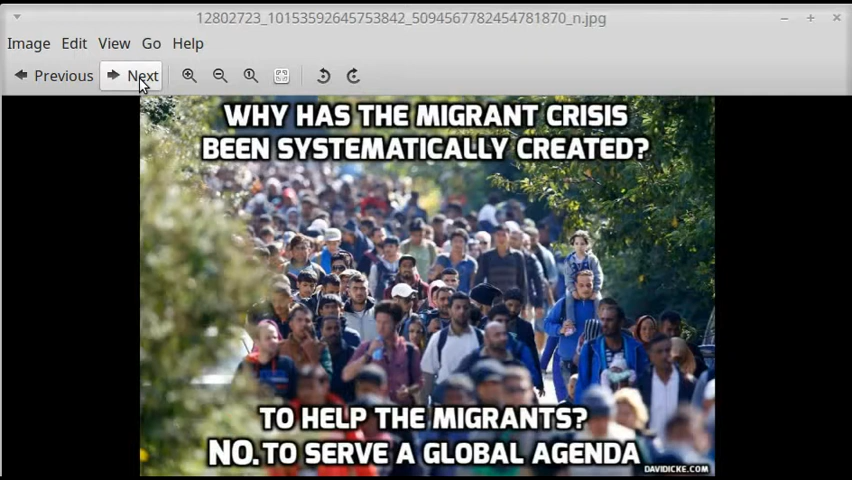 12802723_10153592645753842_5094567782454781870_n.jpg
Image Edit View Go Help
Previous Next
WHY HAS THE MIGRANT CRISIS
BEEN SYSTEMATICALLY CREATED?
TO HELP THE MIGRANTS?
NO. TO SERVE A GLOBAL AGENDA
DAVIDICKE.COM